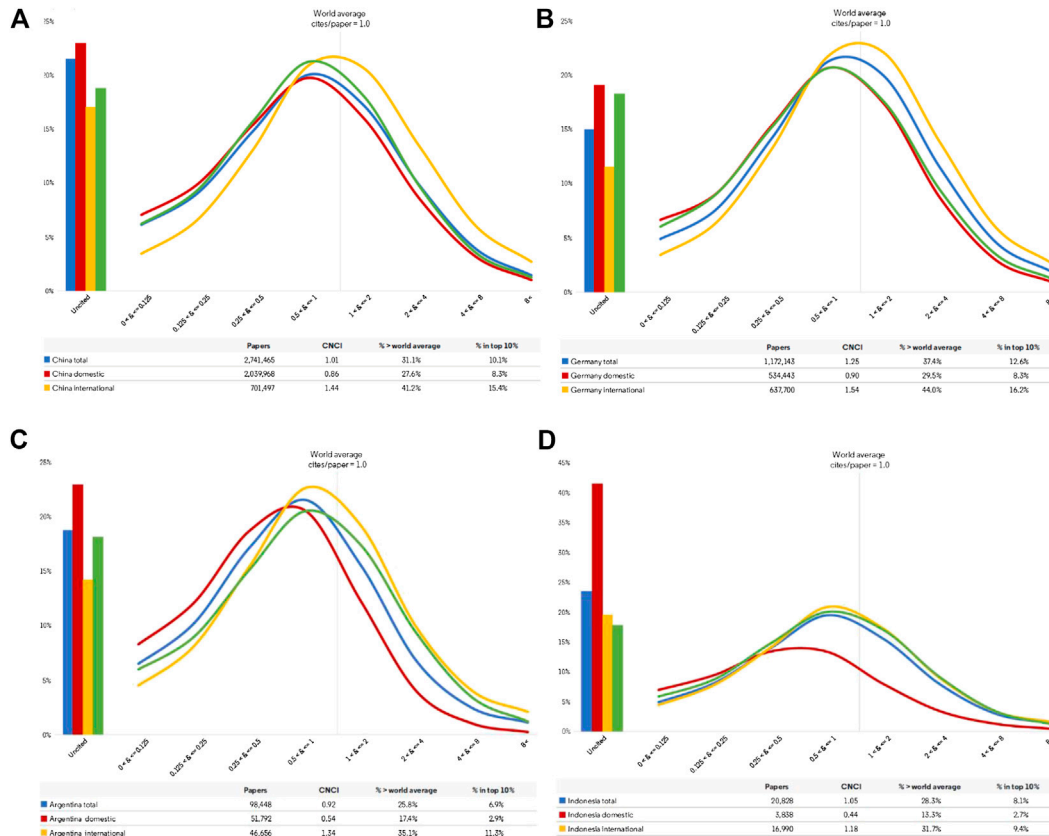 A
World average
cites/paper = 1.0
25%
20%
15%
10%
5%
0%
Uncited
0 < & <= 0.125
0.125 < & <= 0.25
0.25 < & <= 0.5
0.5 < & <= 1
1 < & <= 2
2 < & <= 4
4 < & <= 8
8 <
Papers CNCI % > world average % in top 10%
China total 2,741,465 1.01 31.1% 10.1%
China domestic 2,039,968 0.86 27.6% 8.3%
China international 701,497 1.44 41.2% 15.4%
B
World average
cites/paper = 1.0
25%
20%
15%
10%
5%
0%
Uncited
0 < & <= 0.125
0.125 < & <= 0.25
0.25 < & <= 0.5
0.5 < & <= 1
1 < & <= 2
2 < & <= 4
4 < & <= 8
Papers CNCI % > world average % in top 10%
Germany total 1,172,143 1.25 37.4% 12.6%
Germany domestic 534,443 0.90 29.5% 8.3%
Germany international 637,700 1.54 44.0% 16.2%
C
World average
cites/paper = 1.0
25%
20%
15%
10%
5%
0%
Uncited
0 < & <= 0.125
0.125 < & <= 0.25
0.25 < & <= 0.5
0.5 < & <= 1
1 < & <= 2
2 < & <= 4
4 < & <= 8
8 <
Papers CNCI % > world average % in top 10%
Argentina total 98,448 0.92 25.8% 6.9%
Argentina domestic 51,792 0.54 17.4% 2.9%
Argentina international 46,656 1.34 35.1% 11.3%
D
World average
cites/paper = 1.0
45%
40%
35%
30%
25%
20%
15%
10%
5%
0%
Uncited
0 < & <= 0.125
0.125 < & <= 0.25
0.25 < & <= 0.5
0.5 < & <= 1
1 < & <= 2
2 < & <= 4
4 < & <= 8
Papers CNCI % > world average % in top 10%
Indonesia total 20,828 1.05 28.3% 8.1%
Indonesia domestic 3,838 0.44 13.3% 2.7%
Indonesia International 16,990 1.18 31.7% 9.4%